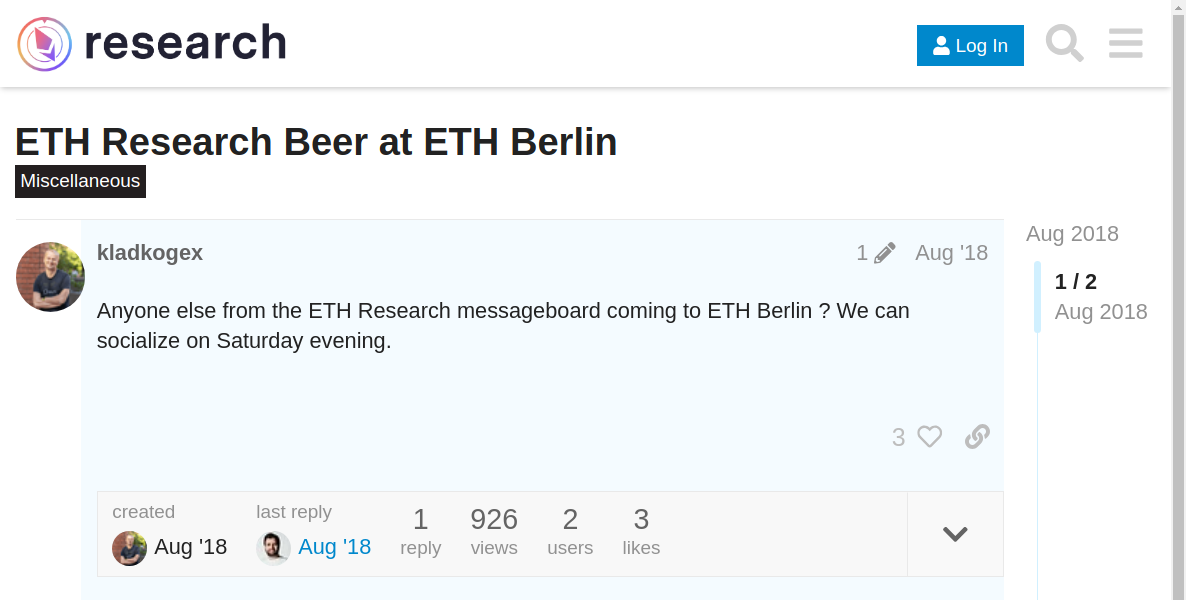 research
Log In
ETH Research Beer at ETH Berlin
Miscellaneous
kladkogex
1
Aug '18
Anyone else from the ETH Research messageboard coming to ETH Berlin ? We can
socialize on Saturday evening.
3
created
Aug '18
last reply
Aug '18
1
reply
926
views
2
users
3
likes
Aug 2018
1 / 2
Aug 2018